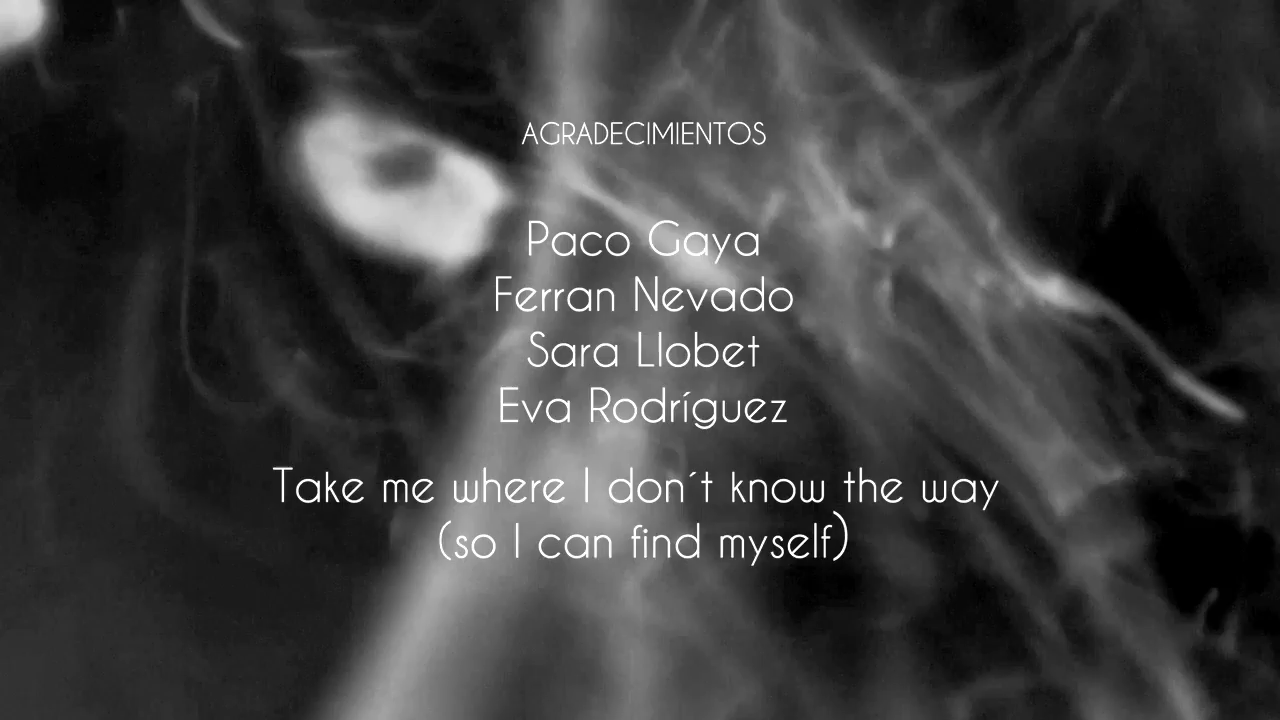 AGRADECIMIENTOS
Paco Gaya
Ferran Nevado
Sara Llobet
Eva Rodríguez
Take me where I don´t know the way
(so I can find myself)